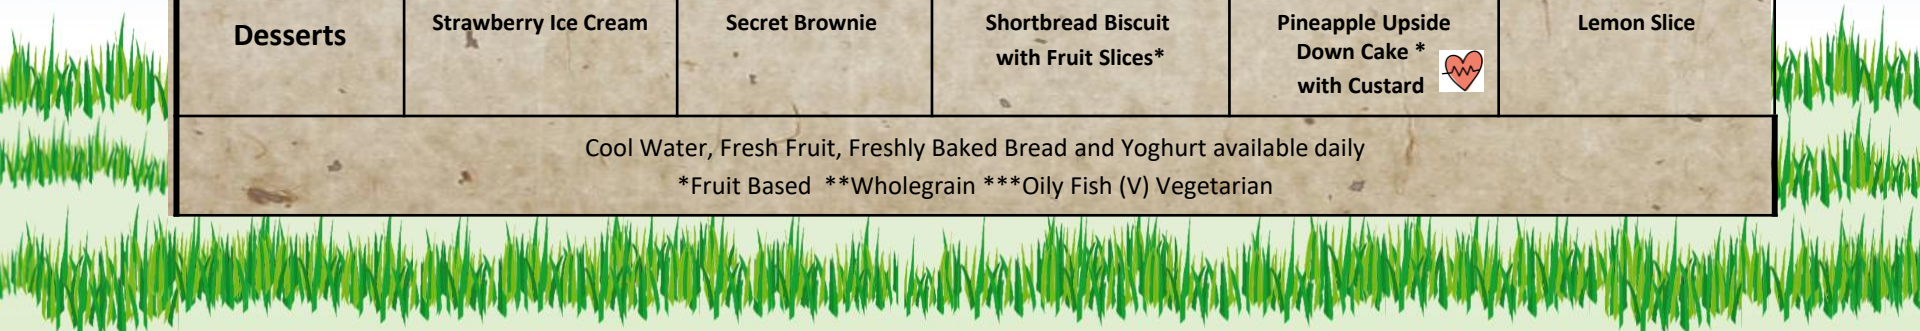 Desserts
Strawberry Ice Cream
Secret Brownie
Shortbread Biscuit
with Fruit Slices*
Pineapple Upside
Down Cake *
with Custard
Lemon Slice
Cool Water, Fresh Fruit, Freshly Baked Bread and Yoghurt available daily
*Fruit Based  **Wholegrain ***Oily Fish (V) Vegetarian